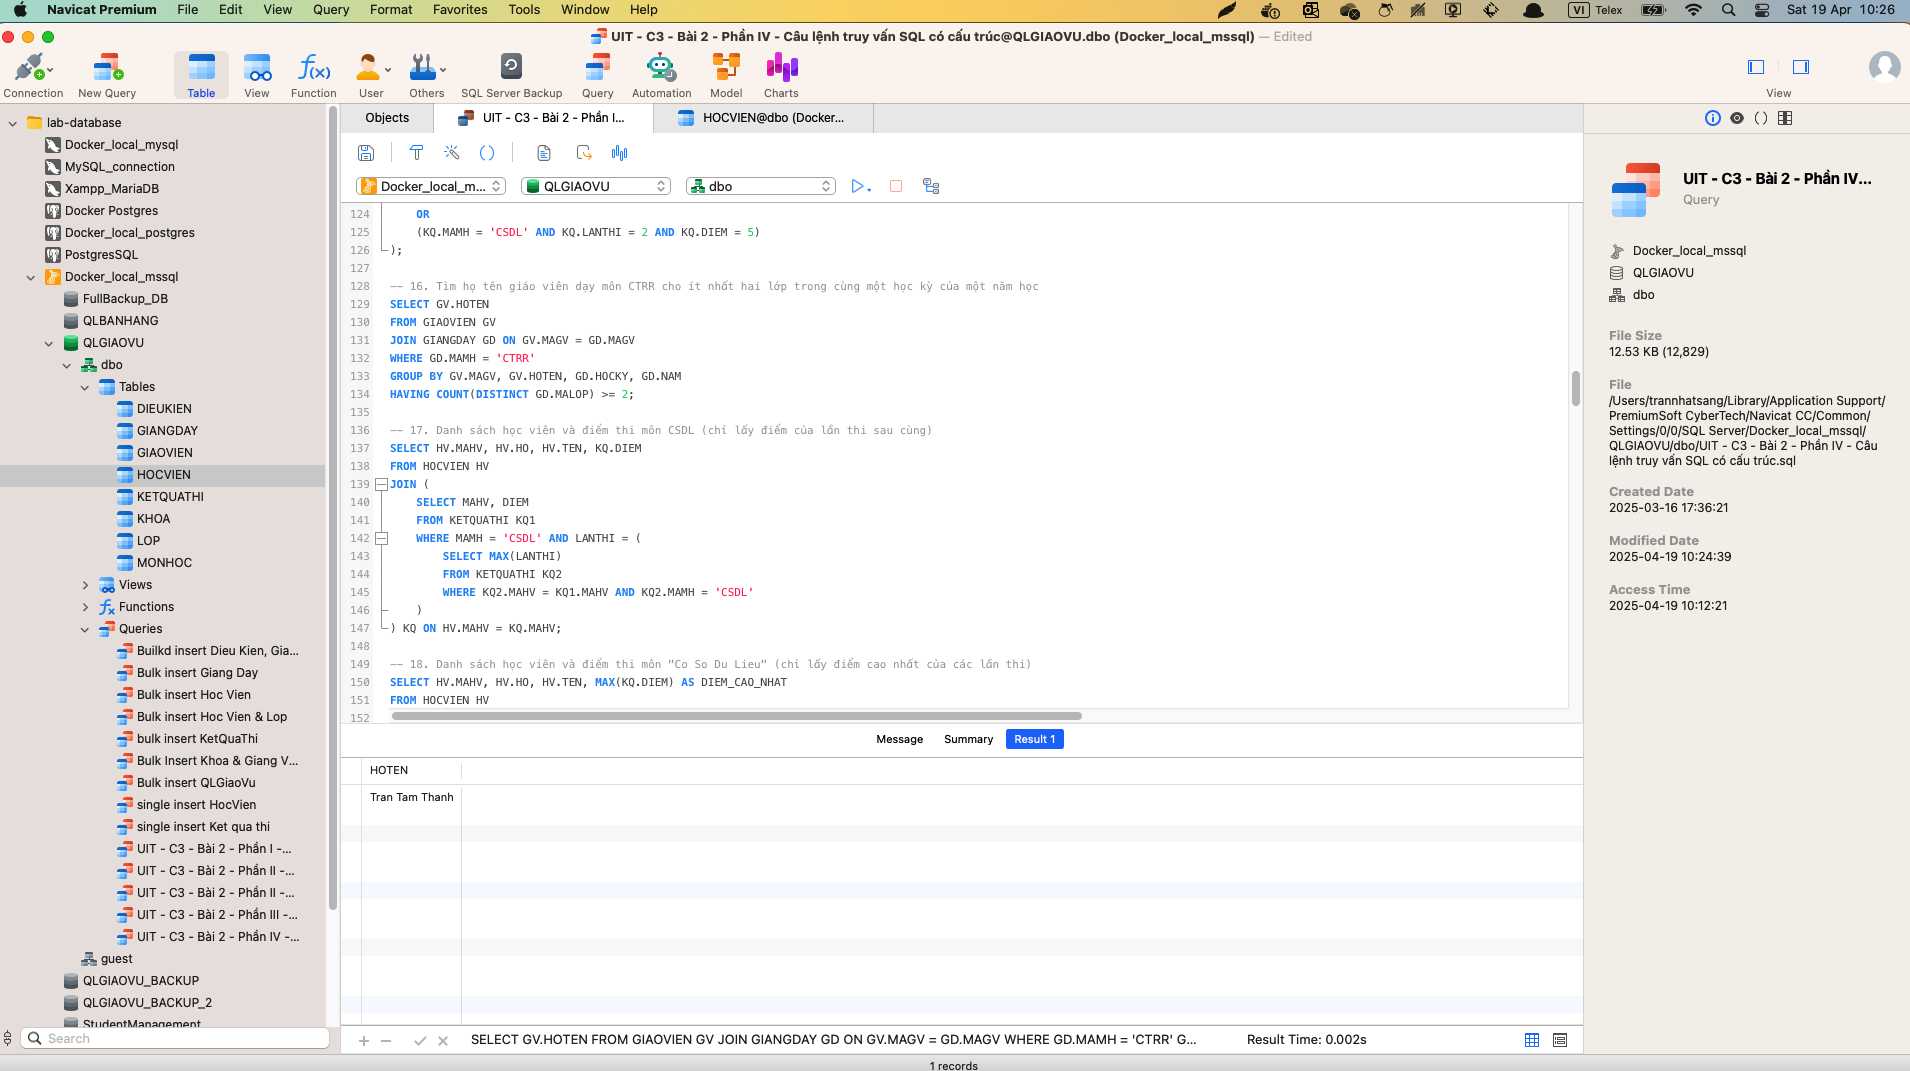 Navicat Premium File Edit View Query Format Favorites Tools Window Help VI Telex Sat 19 Apr 10:26
UIT - C3 - Bài 2 - Phần IV - Câu lệnh truy vấn SQL có cấu trúc@QLGIAOVU.dbo (Docker_local_mssql) — Edited
Connection New Query Table View Function User Others SQL Server Backup Query Automation Model Charts View
lab-database
Docker_local_mysql
MySQL_connection
Xampp_MariaDB
Docker Postgres
Docker_local_postgres
PostgresSQL
Docker_local_mssql
FullBackup_DB
QLBANHANG
QLGIAOVU
dbo
Tables
DIEUKIEN
GIANGDAY
GIAOVIEN
HOCVIEN
KETQUATHI
KHOA
LOP
MONHOC
Views
Functions
Queries
Builkd insert Dieu Kien, Gia...
Bulk insert Giang Day
Bulk insert Hoc Vien
Bulk insert Hoc Vien & Lop
bulk insert KetQuaThi
Bulk Insert Khoa & Giang V...
Bulk insert QLGiaoVu
single insert HocVien
single insert Ket qua thi
UIT - C3 - Bài 2 - Phần I -...
UIT - C3 - Bài 2 - Phần II -...
UIT - C3 - Bài 2 - Phần II -...
UIT - C3 - Bài 2 - Phần III -...
UIT - C3 - Bài 2 - Phần IV -...
guest
QLGIAOVU_BACKUP
QLGIAOVU_BACKUP_2
StudentManagement
Search
Objects UIT - C3 - Bài 2 - Phần I... HOCVIEN@dbo (Docker...
Docker_local_m... QLGIAOVU dbo
124 OR
125 (KQ.MAMH = 'CSDL' AND KQ.LANTHI = 2 AND KQ.DIEM = 5)
126 );
127
128 -- 16. Tìm họ tên giáo viên dạy môn CTRR cho ít nhất hai lớp trong cùng một học kỳ của một năm học
129 SELECT GV.HOTEN
130 FROM GIAOVIEN GV
131 JOIN GIANGDAY GD ON GV.MAGV = GD.MAGV
132 WHERE GD.MAMH = 'CTRR'
133 GROUP BY GV.MAGV, GV.HOTEN, GD.HOCKY, GD.NAM
134 HAVING COUNT(DISTINCT GD.MALOP) >= 2;
135
136 -- 17. Danh sách học viên và điểm thi môn CSDL (chỉ lấy điểm của lần thi sau cùng)
137 SELECT HV.MAHV, HV.HO, HV.TEN, KQ.DIEM
138 FROM HOCVIEN HV
139 JOIN (
140 SELECT MAHV, DIEM
141 FROM KETQUATHI KQ1
142 WHERE MAMH = 'CSDL' AND LANTHI = (
143 SELECT MAX(LANTHI)
144 FROM KETQUATHI KQ2
145 WHERE KQ2.MAHV = KQ1.MAHV AND KQ2.MAMH = 'CSDL'
146 )
147 ) KQ ON HV.MAHV = KQ.MAHV;
148
149 -- 18. Danh sách học viên và điểm thi môn "Co So Du Lieu" (chỉ lấy điểm cao nhất của các lần thi)
150 SELECT HV.MAHV, HV.HO, HV.TEN, MAX(KQ.DIEM) AS DIEM_CAO_NHAT
151 FROM HOCVIEN HV
152
Message Summary Result 1
HOTEN
Tran Tam Thanh
SELECT GV.HOTEN FROM GIAOVIEN GV JOIN GIANGDAY GD ON GV.MAGV = GD.MAGV WHERE GD.MAMH = 'CTRR' G... Result Time: 0.002s
1 records
UIT - C3 - Bài 2 - Phần IV...
Query
Docker_local_mssql
QLGIAOVU
dbo
File Size
12.53 KB (12,829)
File
/Users/trannhatsang/Library/Application Support/
PremiumSoft CyberTech/Navicat CC/Common/
Settings/0/0/SQL Server/Docker_local_mssql/
QLGIAOVU/dbo/UIT - C3 - Bài 2 - Phần IV - Câu
lệnh truy vấn SQL có cấu trúc.sql
Created Date
2025-03-16 17:36:21
Modified Date
2025-04-19 10:24:39
Access Time
2025-04-19 10:12:21